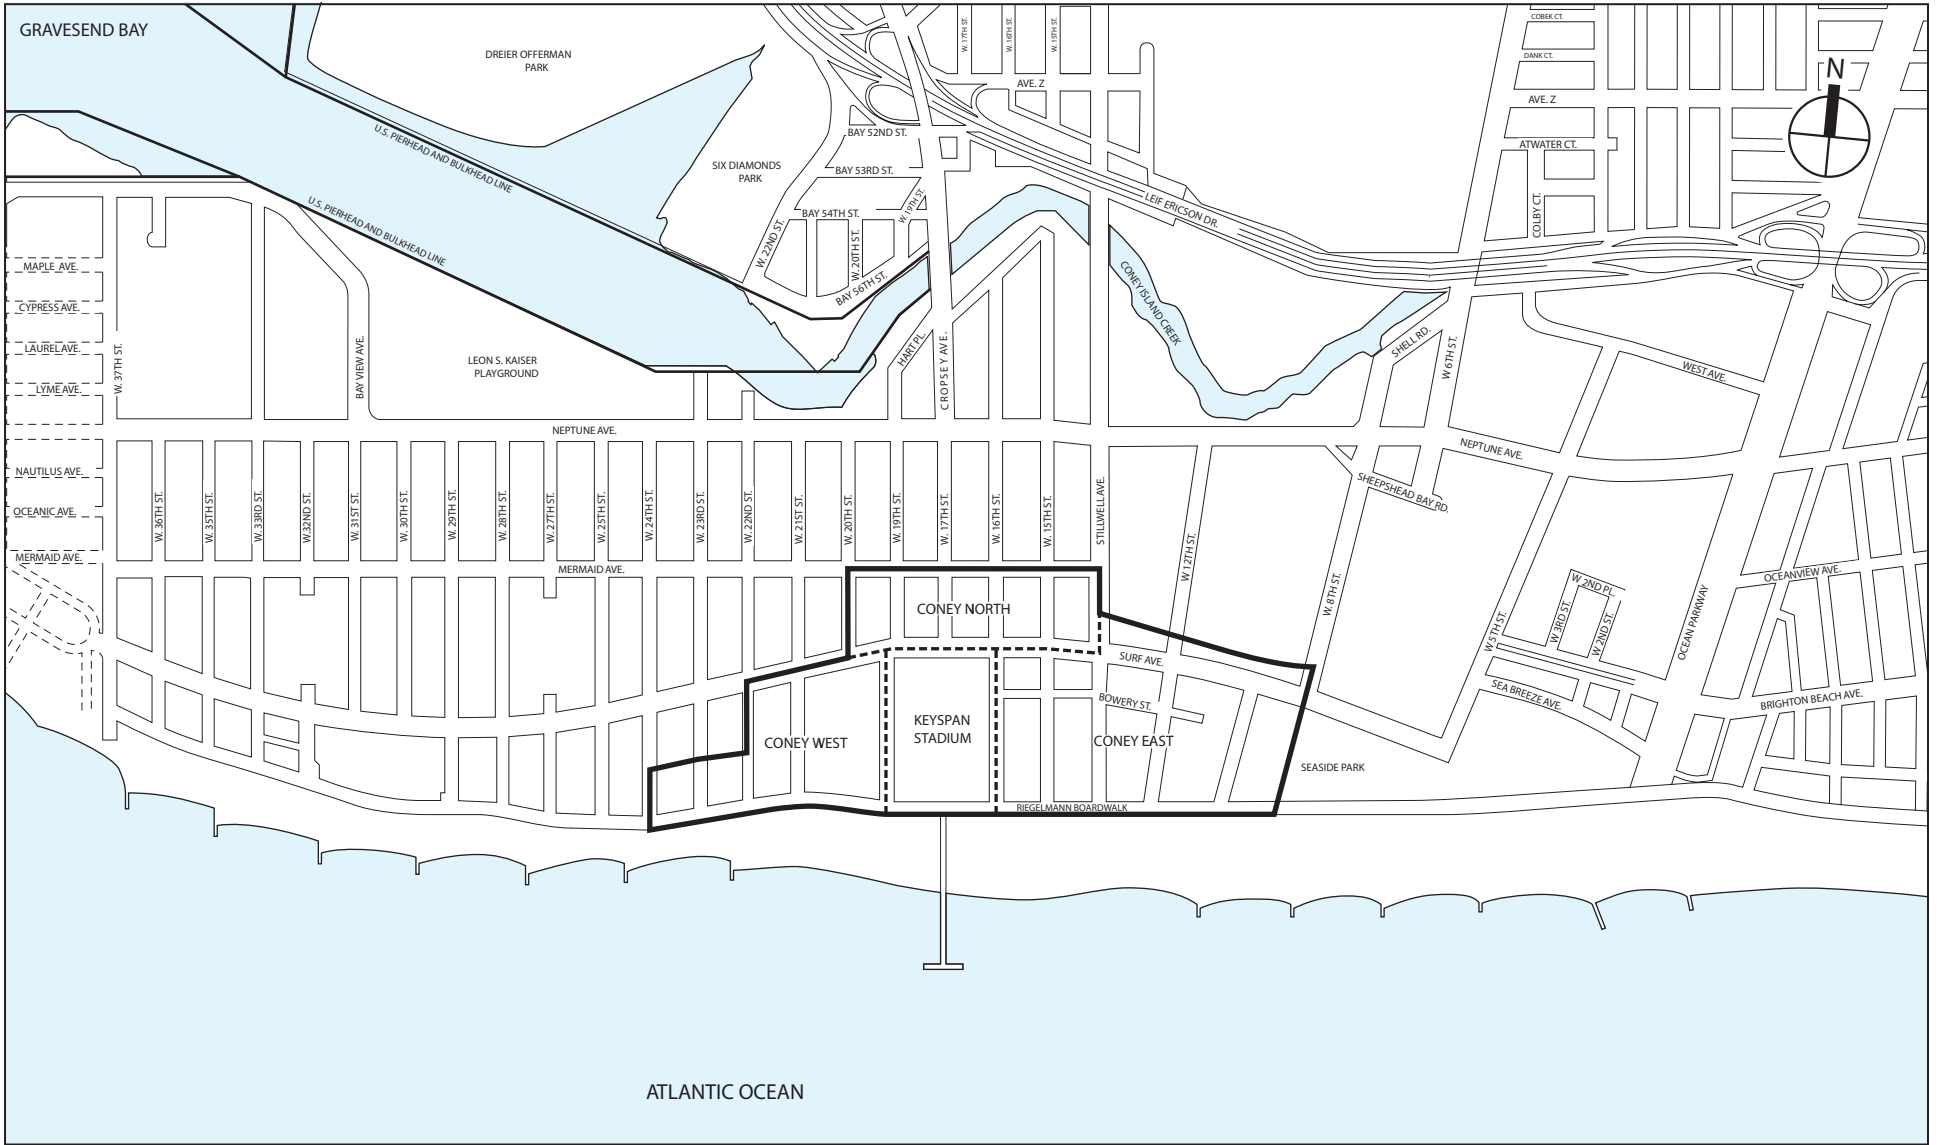 GRAVESEND BAY
DREIER OFFERMAN
PARK
W. 17TH ST.
W. 16TH ST.
W. 15TH ST.
COBEK CT.
DANK CT.
AVE. Z
AVE. Z
N
ATWATER CT.
COLBY CT.
U.S. PIERHEAD AND BULKHEAD LINE
U.S. PIERHEAD AND BULKHEAD LINE
BAY 52ND ST.
SIX DIAMONDS
PARK
BAY 53RD ST.
W. 19TH ST.
BAY 54TH ST.
W. 22ND ST.
W. 20TH ST.
BAY 56TH ST.
LEIF ERICSON DR.
CONEY ISLAND CREEK
MAPLE AVE.
CYPRESS AVE.
LAUREL AVE.
LYME AVE.
NAUTILUS AVE.
OCEANIC AVE.
MERMAID AVE.
W. 37TH ST.
BAY VIEW AVE.
LEON S. KAISER
PLAYGROUND
HART PL.
CROPSEY AVE.
SHELL RD.
W 6TH ST.
WEST AVE.
NEPTUNE AVE.
NEPTUNE AVE.
SHEEPSHEAD BAY RD.
W. 36TH ST.
W. 35TH ST.
W. 33RD ST.
W.32ND ST.
W. 31ST ST.
W. 30TH ST.
W. 29TH ST.
W. 28TH ST.
W. 27TH ST.
W. 25TH ST.
W. 24TH ST.
W. 23RD ST.
W. 22ND ST.
W. 21ST ST.
W. 20TH ST.
W. 19TH ST.
W. 17TH ST.
W. 16TH ST.
W. 15TH ST.
STILLWELL AVE.
W 12TH ST.
W. 8TH ST.
MERMAID AVE.
CONEY NORTH
SURF AVE.
BOWERY ST.
KEYSPAN
STADIUM
CONEY WEST
CONEY EAST
RIEGELMANN BOARDWALK
SEASIDE PARK
W 5TH ST.
W 2ND PL.
W 3RD ST.
W 2ND ST.
SEA BREEZE AVE.
OCEAN PARKWAY
OCEANVIEW AVE.
BRIGHTON BEACH AVE.
ATLANTIC OCEAN